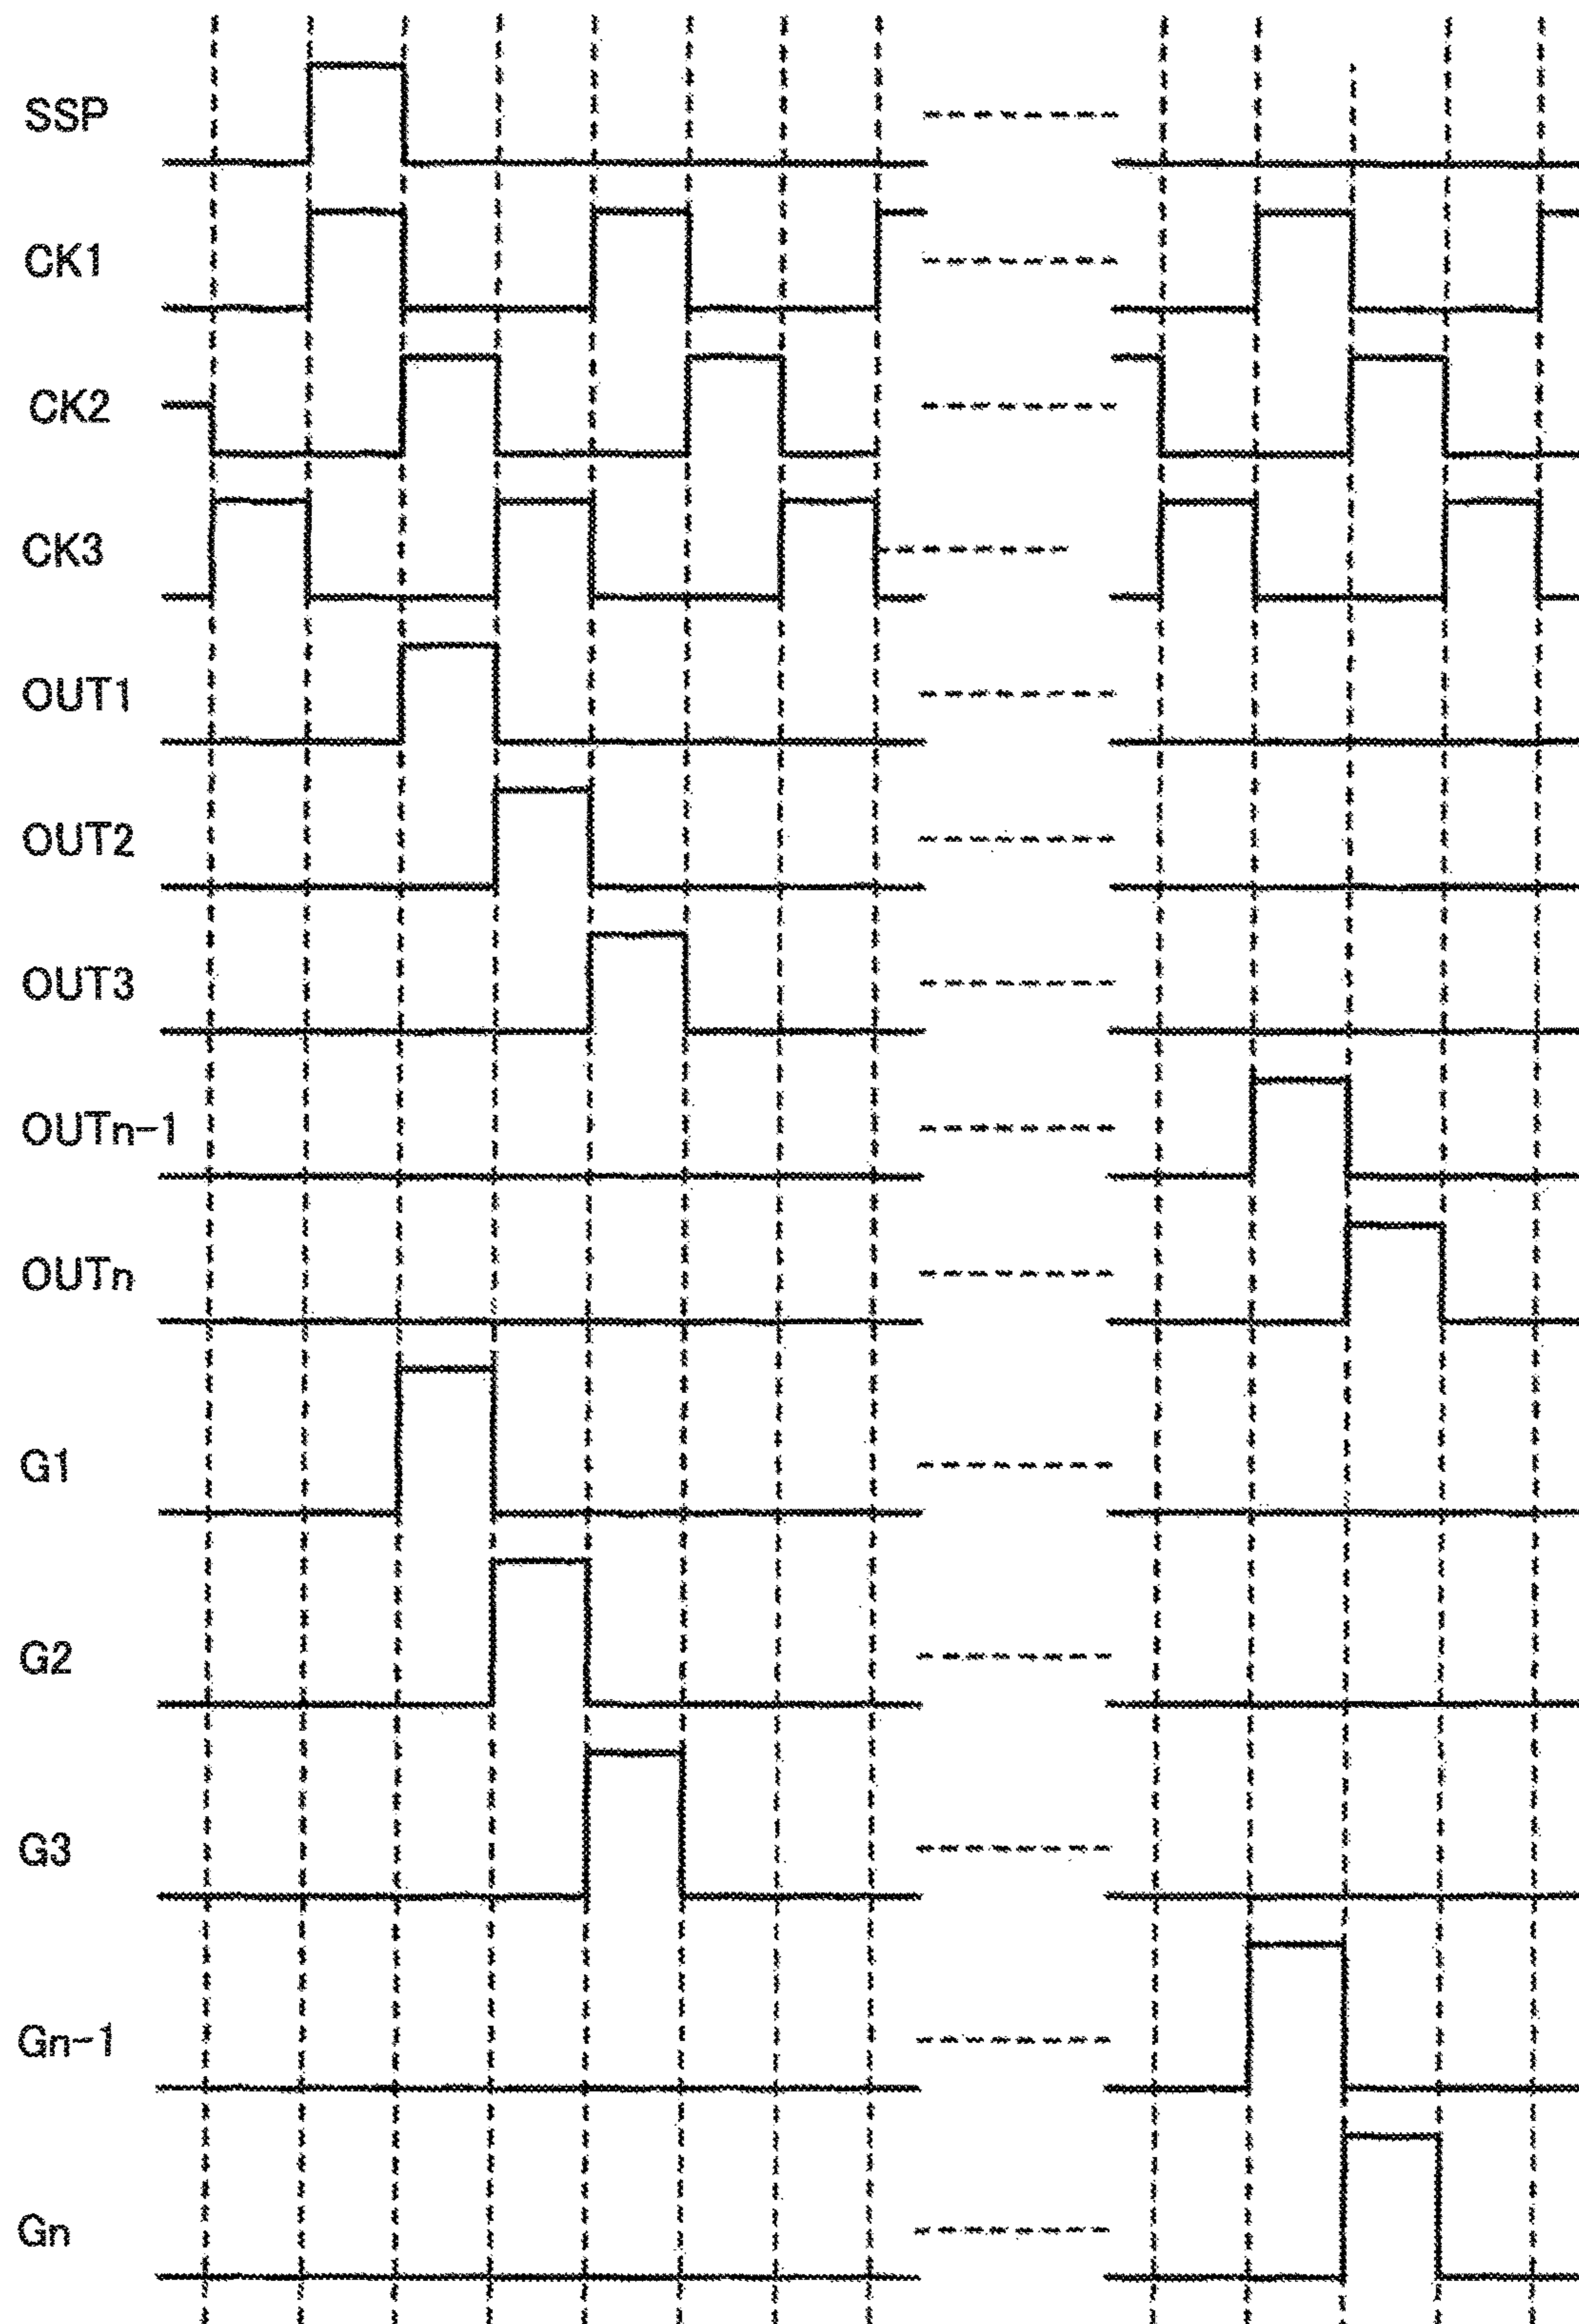 SSP
CK1
CK2
CK3
OUT1
OUT2
OUT3
OUTn-1
OUTn
G1
G2
G3
Gn-1
Gn